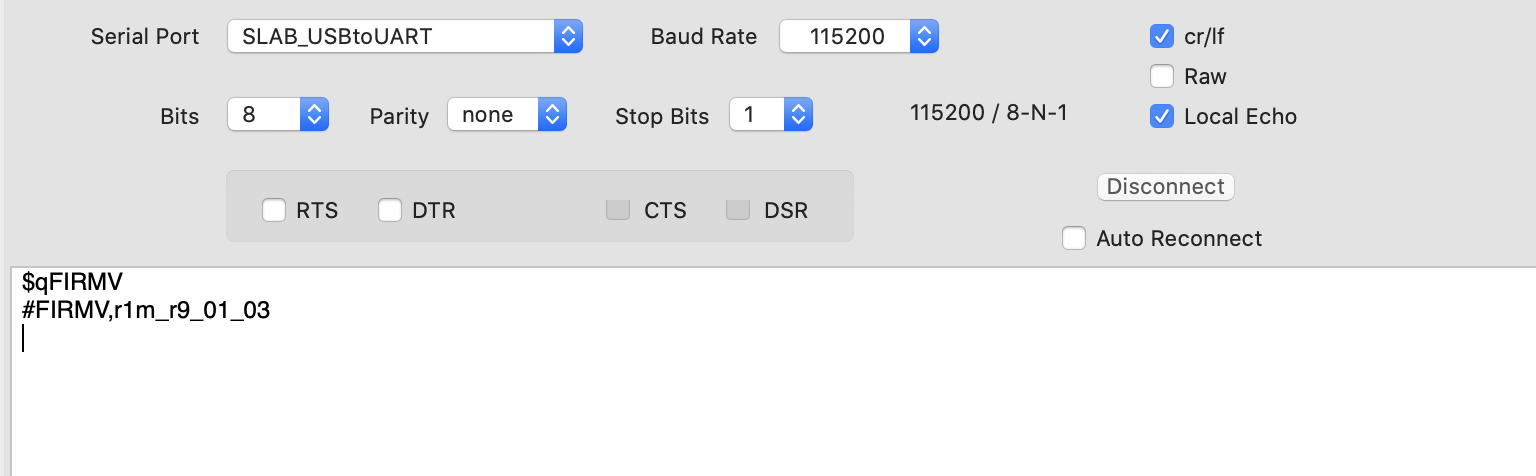 Serial Port SLAB_USBtoUART Baud Rate 115200 cr/lf
Raw
Bits 8 Parity none Stop Bits 1 115200 / 8-N-1 Local Echo
Disconnect
RTS DTR CTS DSR
Auto Reconnect
$qFIRMV
#FIRMV,r1m_r9_01_03